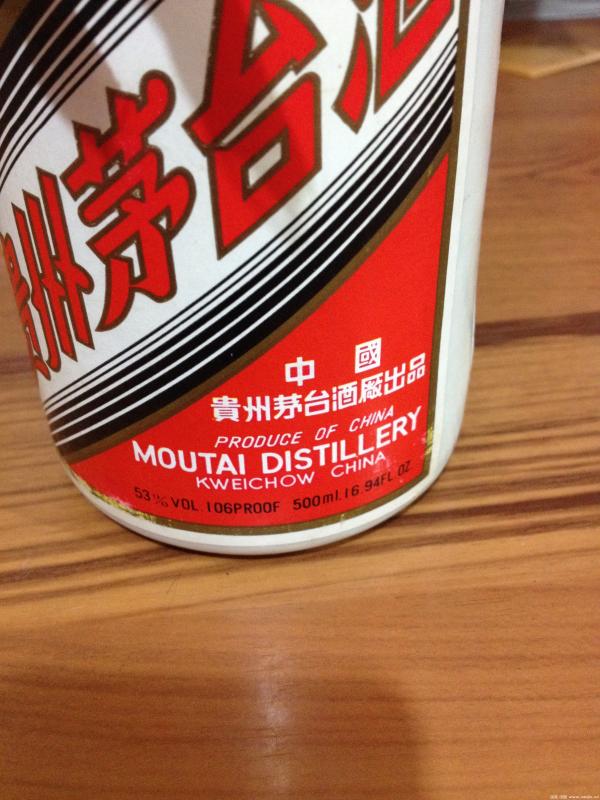 貴州茅台酒
中國
貴州茅台酒廠出品
PRODUCE OF CHINA
MOUTAI DISTILLERY
KWEICHOW CHINA
53% VOL. 106PROOF 500ml. 16.94FL OZ